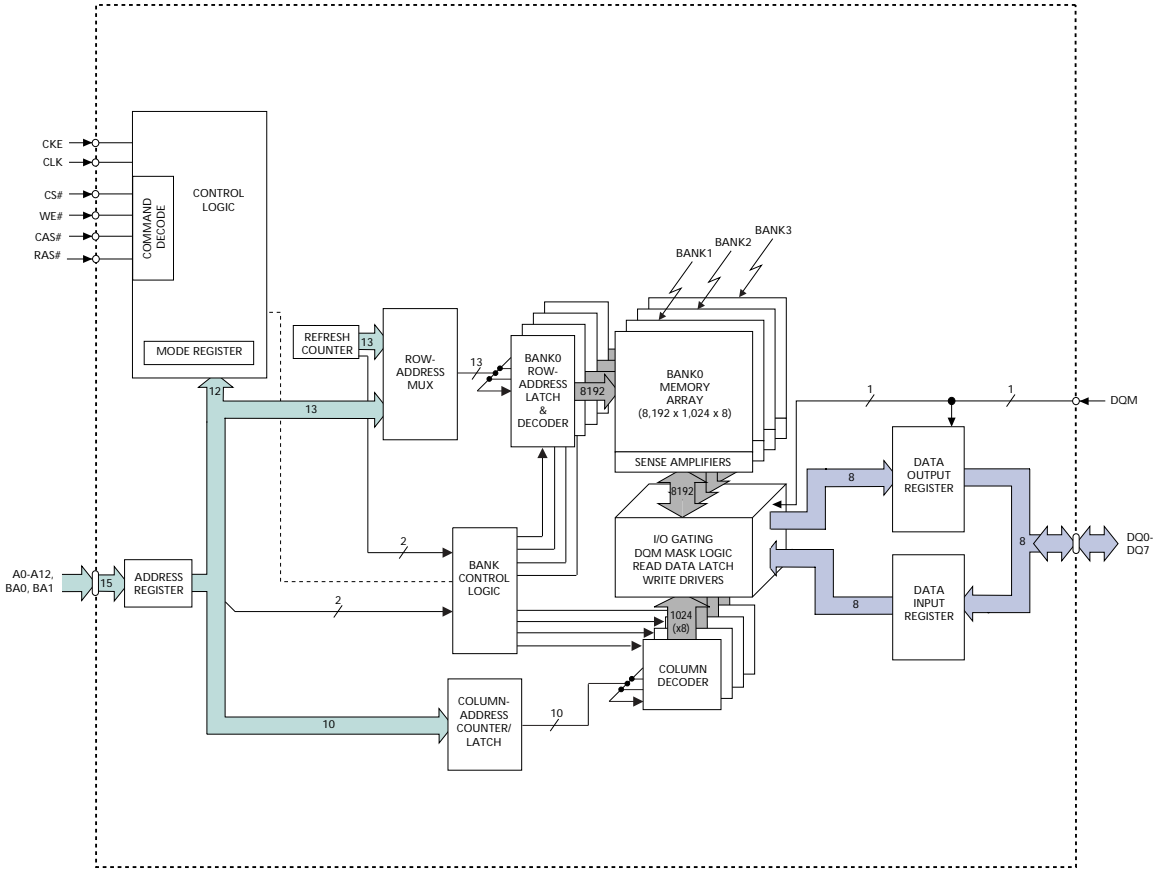 CKE
CLK
CS#
WE#
CAS#
RAS#
CONTROL
LOGIC
COMMAND
DECODE
MODE REGISTER
12
REFRESH
COUNTER
13
13
ROW-
ADDRESS
MUX
13
BANK0
ROW-
ADDRESS
LATCH
&
DECODER
8192
BANK1
BANK2
BANK3
BANK0
MEMORY
ARRAY
(8,192 x 1,024 x 8)
SENSE AMPLIFIERS
8192
I/O GATING
DQM MASK LOGIC
READ DATA LATCH
WRITE DRIVERS
1024
(x8)
COLUMN
DECODER
1
1
DQM
8
DATA
OUTPUT
REGISTER
8
DQ0-
DQ7
8
DATA
INPUT
REGISTER
A0-A12,
BA0, BA1
15
ADDRESS
REGISTER
2
2
BANK
CONTROL
LOGIC
10
COLUMN-
ADDRESS
COUNTER/
LATCH
10